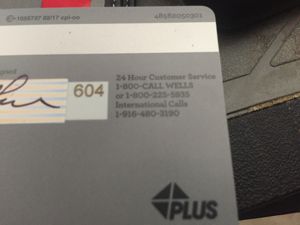 604
24 Hour Customer Service
1-800-CALL WELLS
or 1-800-225-5935
International Calls
1-916-480-3190
PLUS